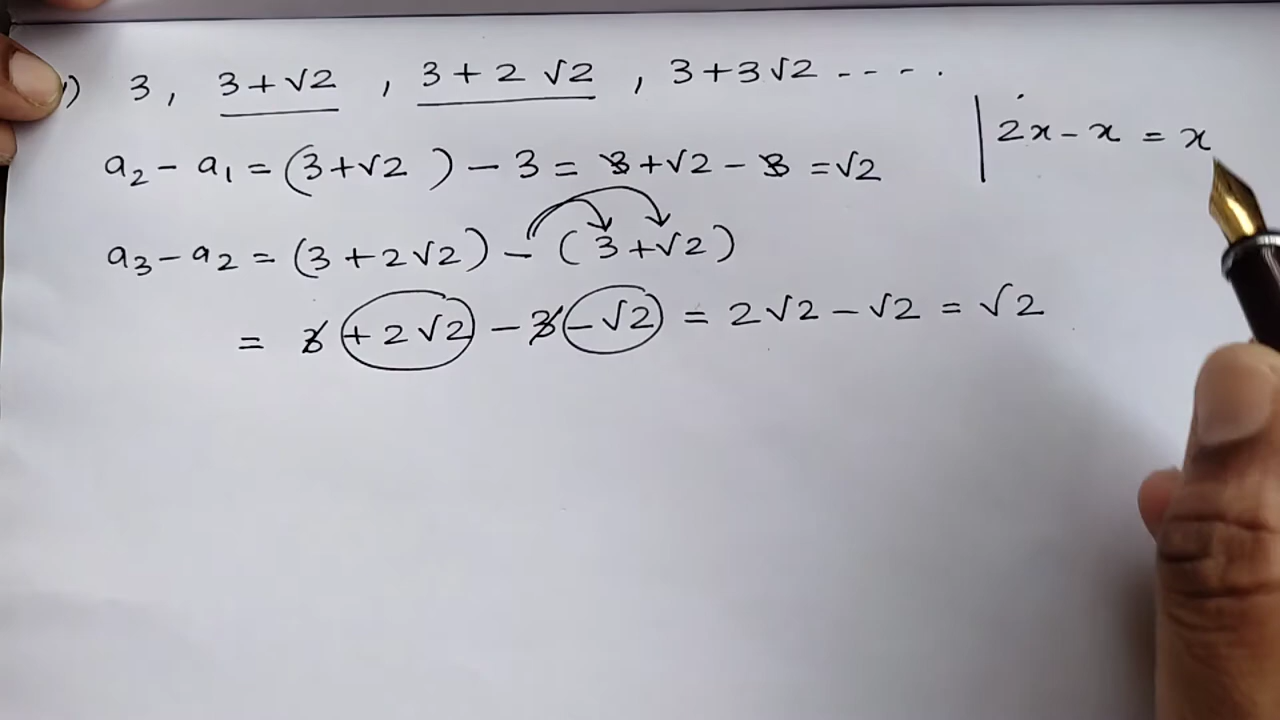 ) 3, 3+√2, 3+2√2, 3+3√2 ----.
a₂ - a₁ = (3+√2) - 3 = 3+√2-3 = √2
2x - x = x
a₃ - a₂ = (3+2√2) - (3+√2)
= 3+2√2 - 3-√2 = 2√2 - √2 = √2